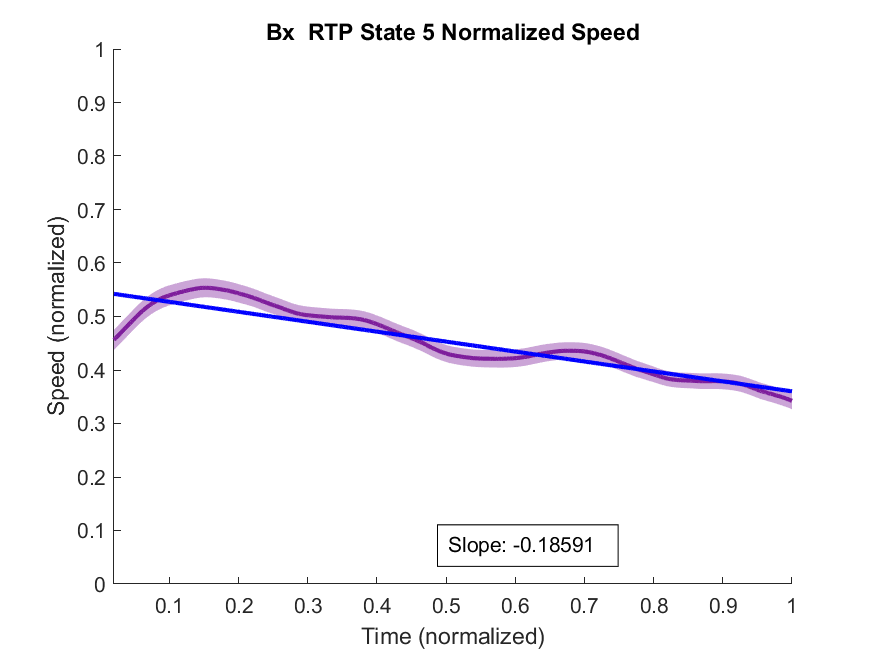 Bx  RTP State 5 Normalized Speed
1
0.9
0.8
0.7
0.6
0.5
0.4
0.3
0.2
0.1
0
Speed (normalized)
Slope: -0.18591
0.1 0.2 0.3 0.4 0.5 0.6 0.7 0.8 0.9 1
Time (normalized)